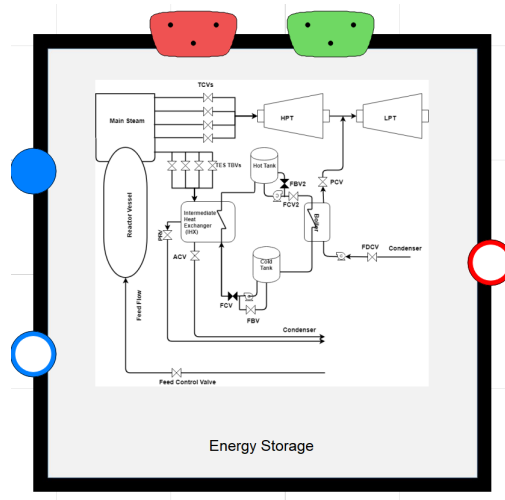 TCVs
Main Steam
HPT
LPT
TES TBVs
Hot Tank
FBV2
PCV
FCV2
Reactor Vessel
Intermediate
Heat
Exchanger
(IHX)
Boiler
PRV
ACV
Cold
Tank
FDCV
Condenser
Feed Flow
FCV
FBV
Condenser
Feed Control Valve
Energy Storage